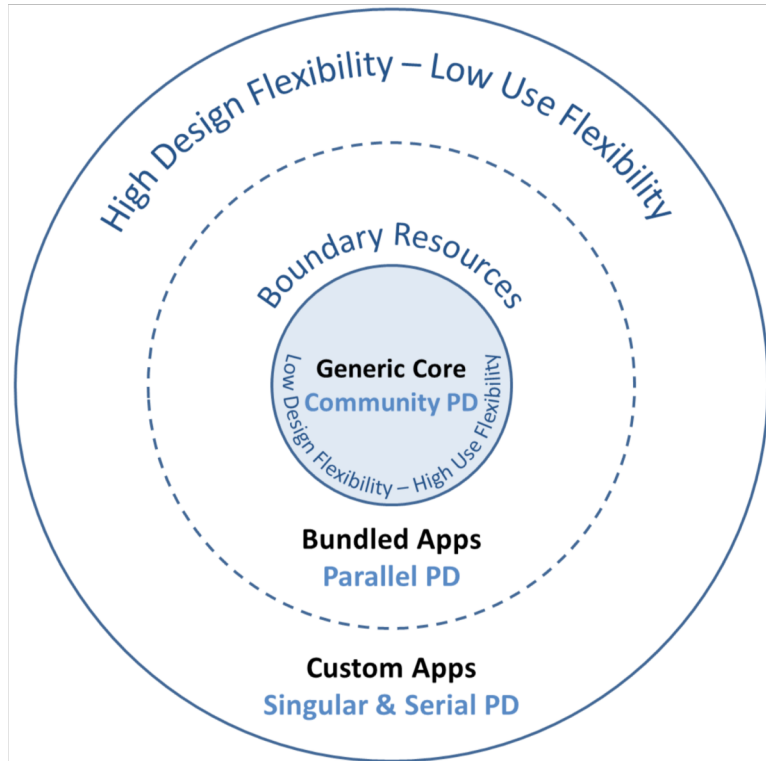 High Design Flexibility – Low Use Flexibility
Boundary Resources
Generic Core
Community PD
Low Design Flexibility – High Use Flexibility
Bundled Apps
Parallel PD
Custom Apps
Singular & Serial PD